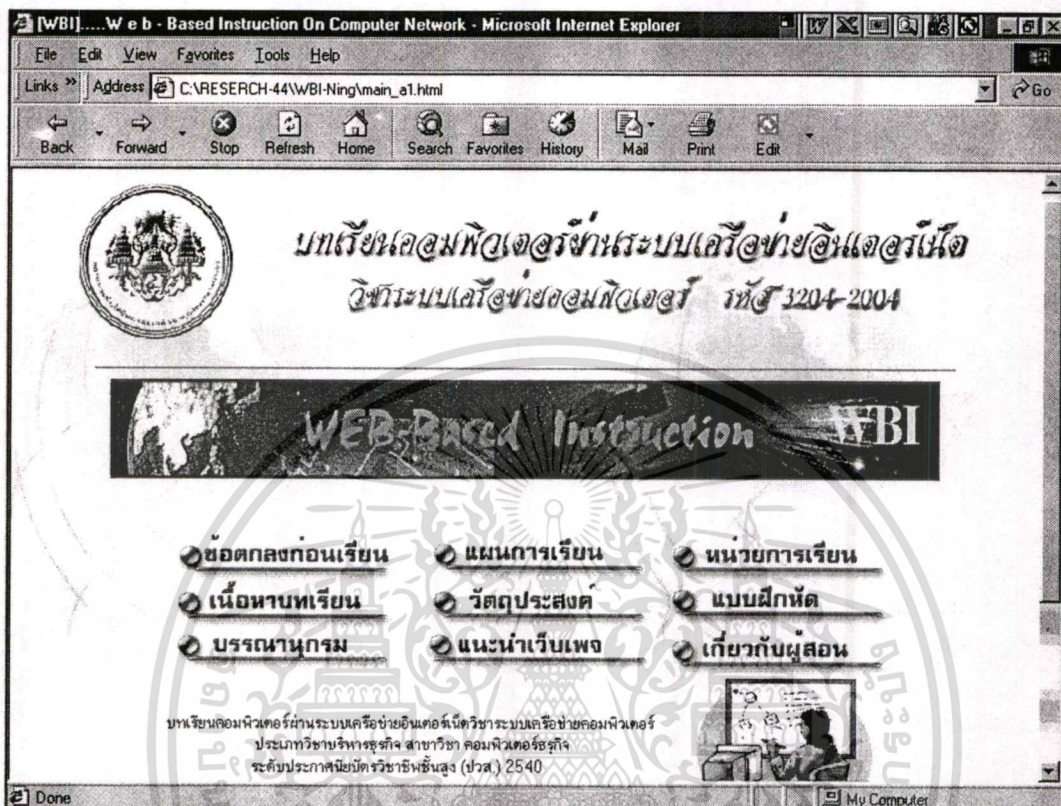 [WBI].....W e b - Based Instruction On Computer Network - Microsoft Internet Explorer
File Edit View Favorites Tools Help
Links » Address C:\RESERCH-44\WBI-Ning\main_a1.html Go
Back Forward Stop Refresh Home Search Favorites History Mail Print Edit
บทเรียนคอมพิวเตอร์ผ่านระบบเครือข่ายอินเตอร์เน็ต
วิชาระบบเครือข่ายคอมพิวเตอร์ รหัส 3204-2004
WEB-Based Instruction WBI
ข้อตกลงก่อนเรียน แผนการเรียน หน่วยการเรียน
เนื้อหาบทเรียน วัตถุประสงค์ แบบฝึกหัด
บรรณานุกรม แนะนำเว็บเพจ เกี่ยวกับผู้สอน
บทเรียนคอมพิวเตอร์ผ่านระบบเครือข่ายอินเตอร์เน็ตวิชาระบบเครือข่ายคอมพิวเตอร์
ประเภทวิชาบริหารธุรกิจ สาขาวิชา คอมพิวเตอร์ธุรกิจ
ระดับประกาศนียบัตรวิชาชีพชั้นสูง (ปวส.) 2540
Done My Computer